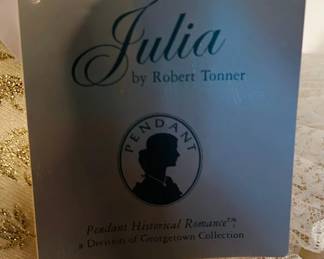 Julia
by Robert Tonner
PENDANT
Pendant Historical Romance™,
a Division of Georgetown Collection